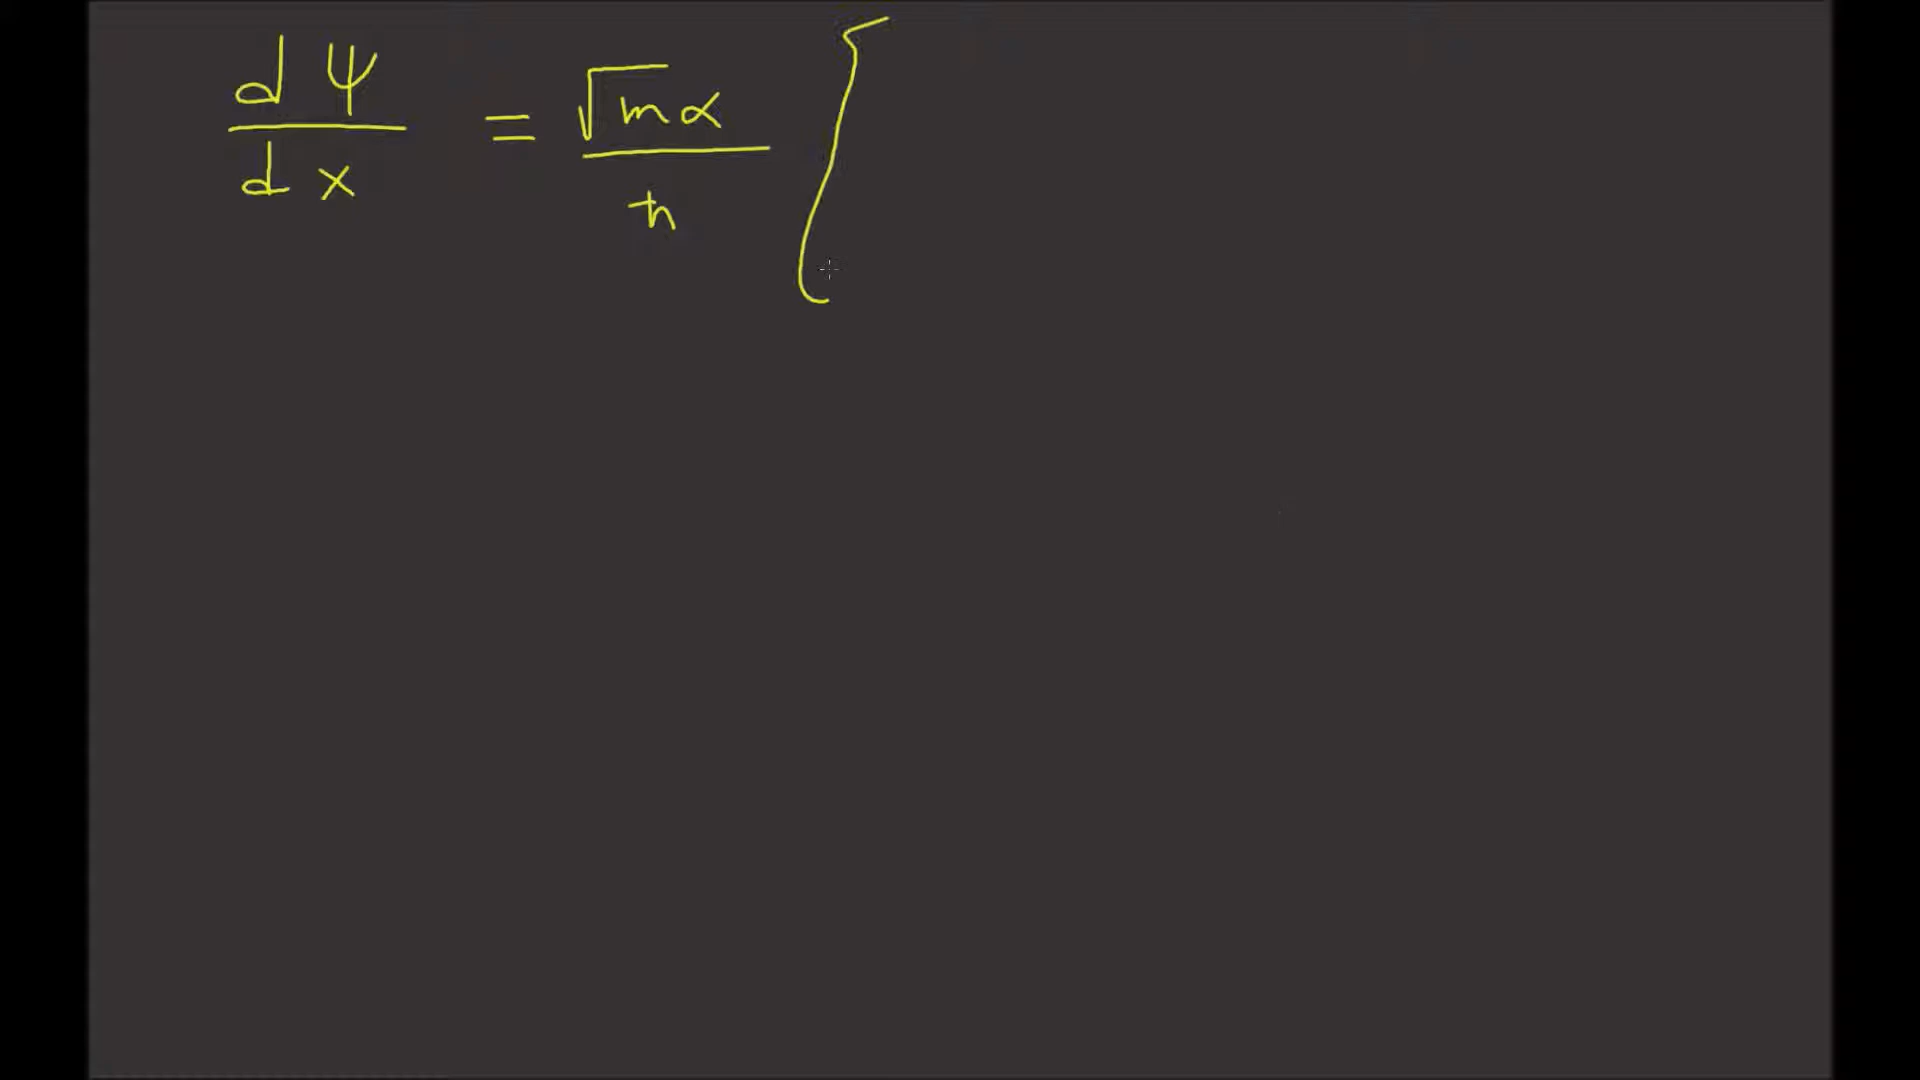 dψ/dx = √mα/ħ {